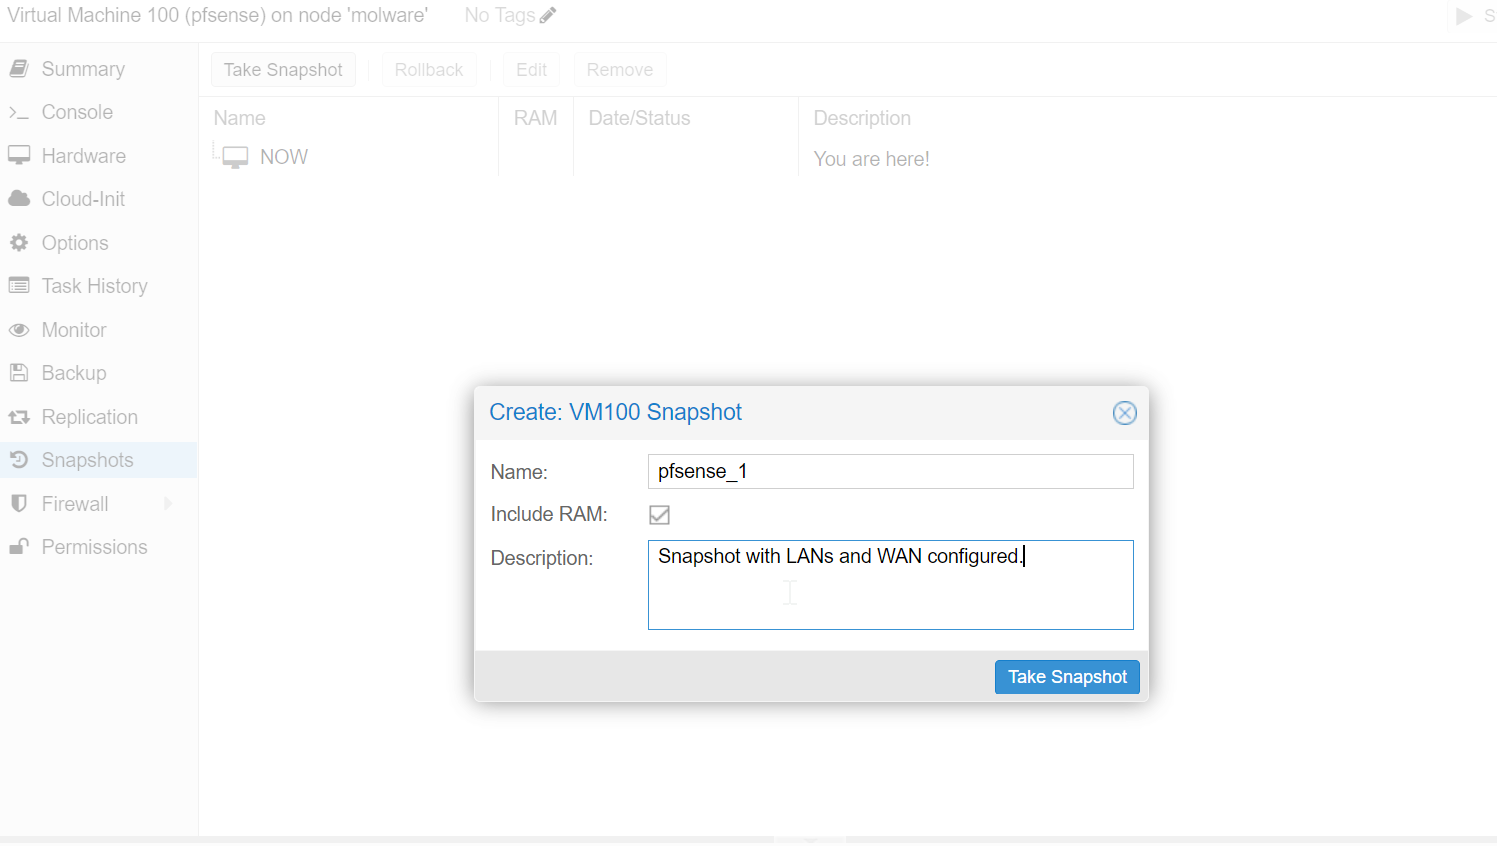 Virtual Machine 100 (pfsense) on node 'molware' No Tags S
Summary
Console
Hardware
Cloud-Init
Options
Task History
Monitor
Backup
Replication
Snapshots
Firewall
Permissions
Take Snapshot Rollback Edit Remove
Name RAM Date/Status Description
NOW You are here!
Create: VM100 Snapshot
Name: pfsense_1
Include RAM:
Description: Snapshot with LANs and WAN configured.
Take Snapshot